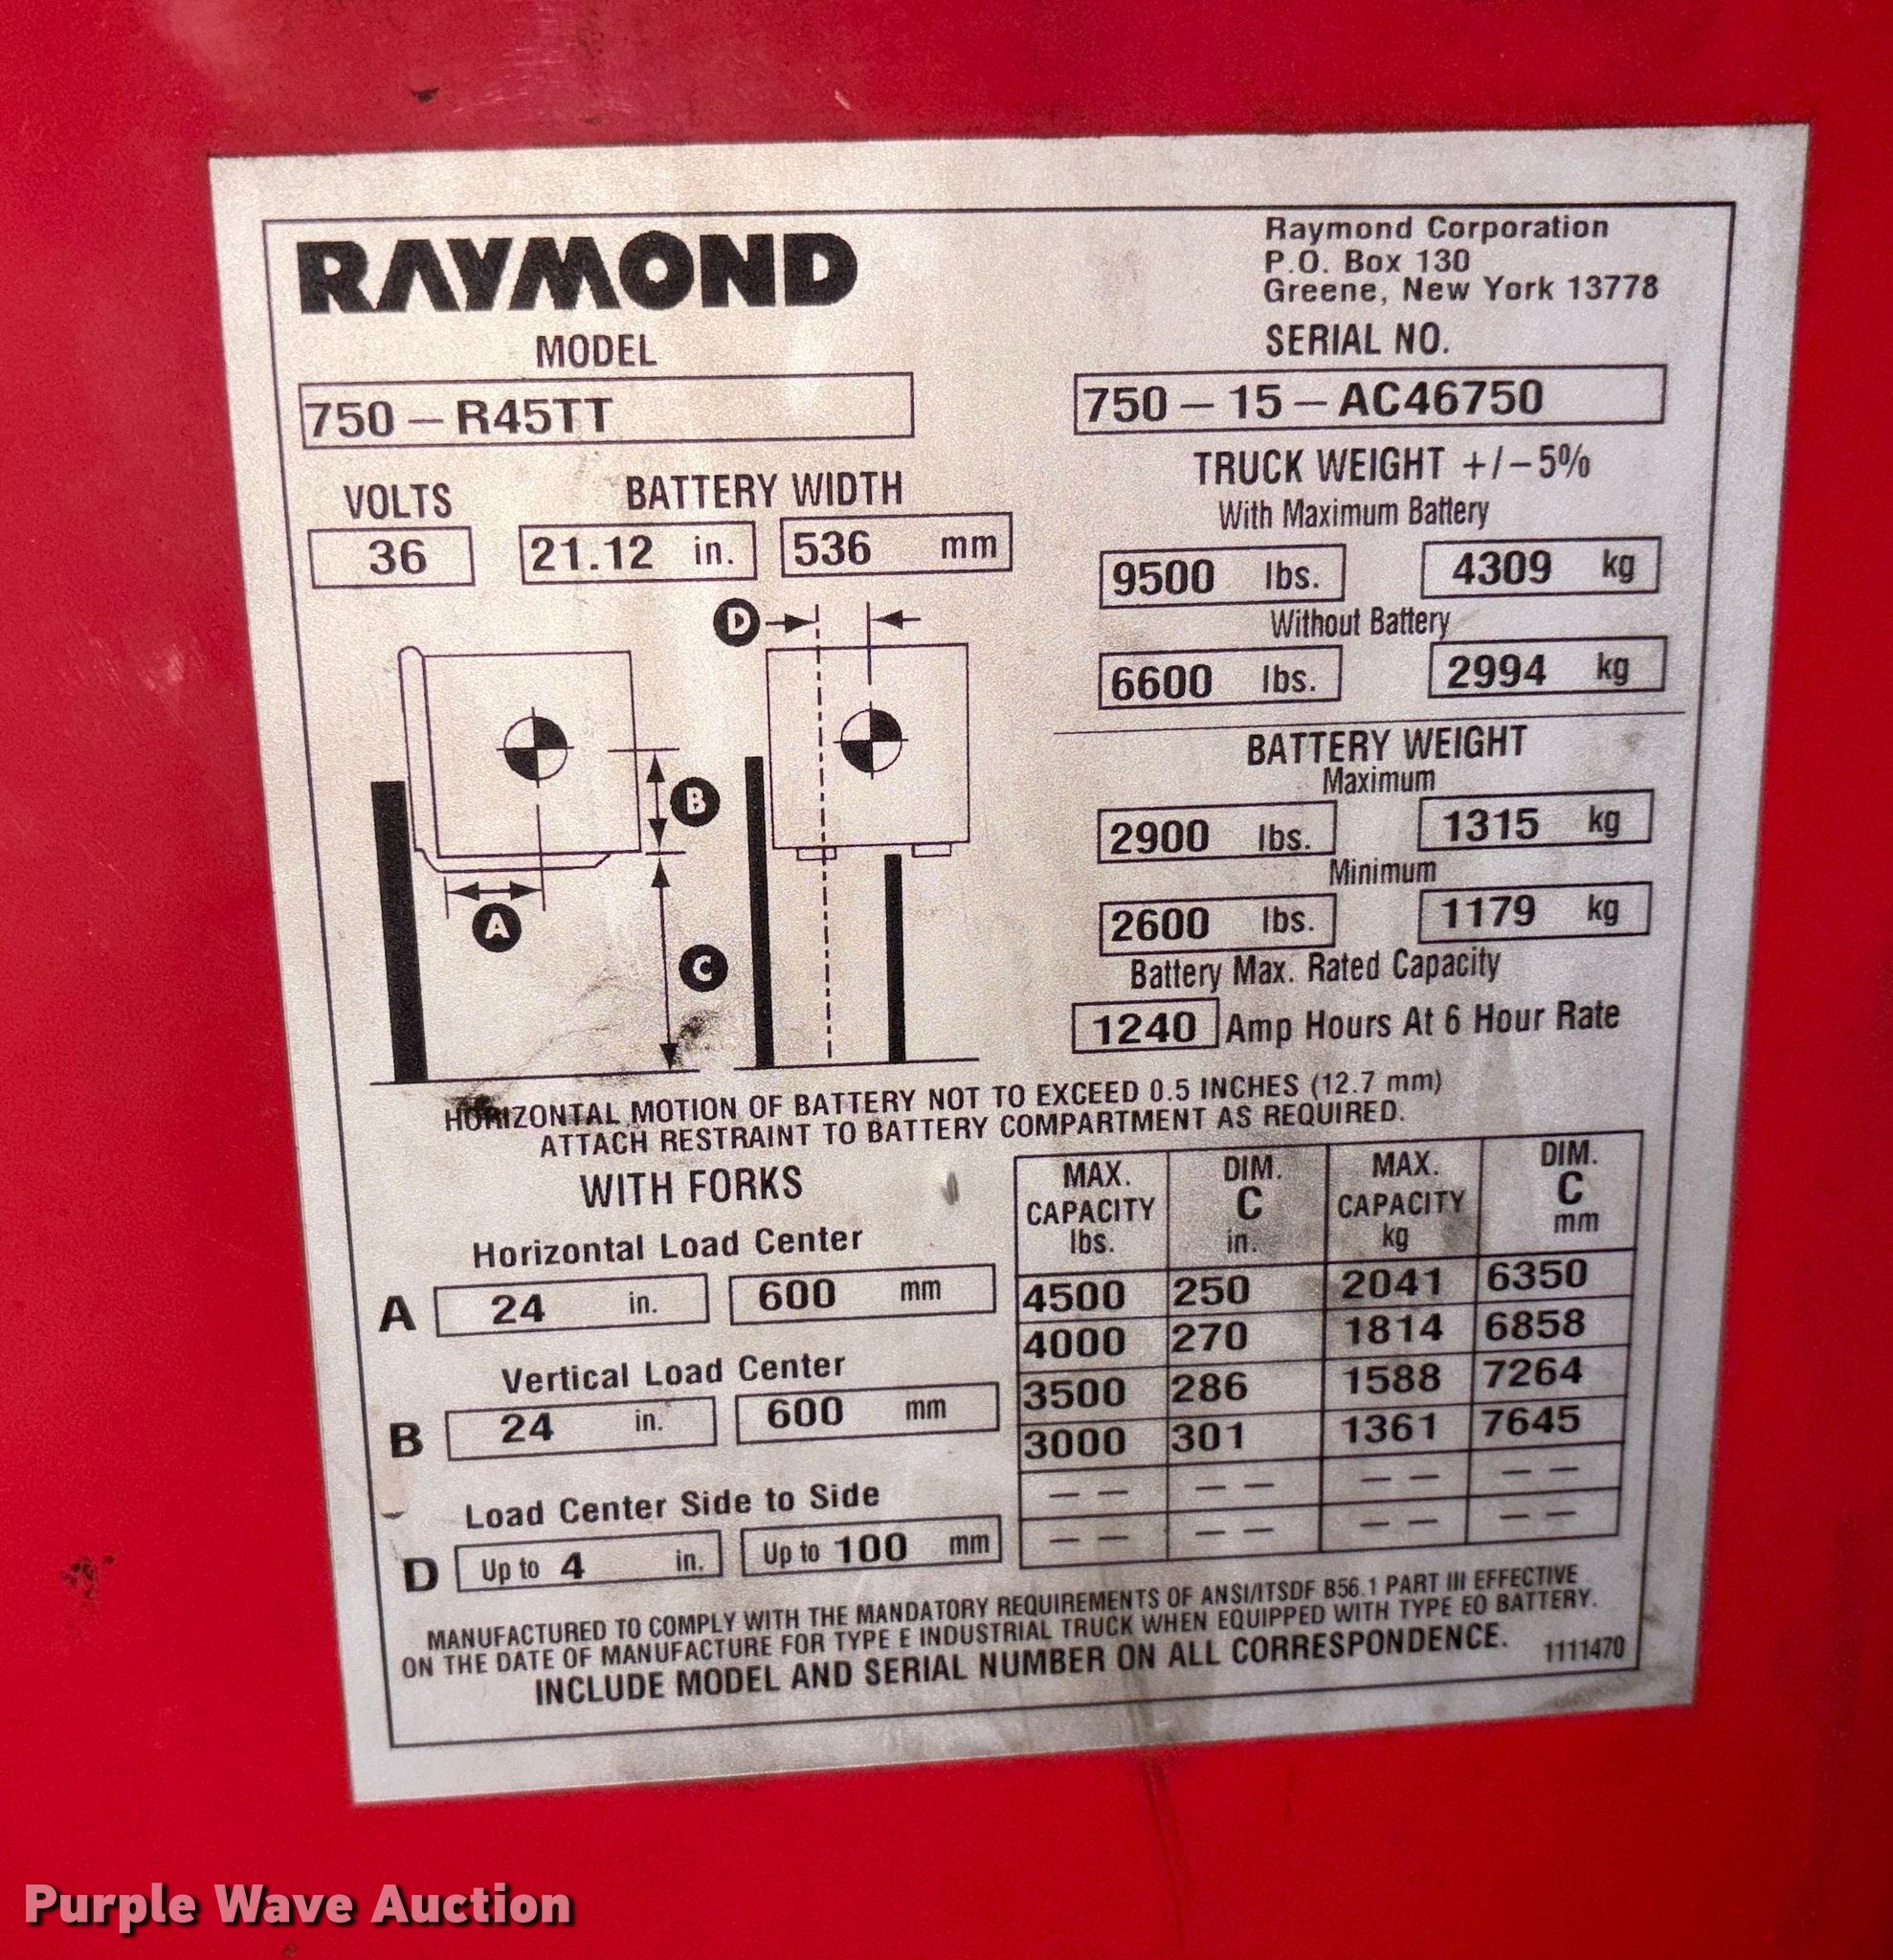 RAYMOND
Raymond Corporation
P.O. Box 130
Greene, New York 13778
MODEL
750-R45TT
SERIAL NO.
750-15-AC46750
VOLTS
36
BATTERY WIDTH
21.12 in. 536 mm
TRUCK WEIGHT +/-5%
With Maximum Battery
9500 lbs. 4309 kg
Without Battery
6600 lbs. 2994 kg
D
B
A
C
BATTERY WEIGHT
Maximum
2900 lbs. 1315 kg
Minimum
2600 lbs. 1179 kg
Battery Max. Rated Capacity
1240 Amp Hours At 6 Hour Rate
HORIZONTAL MOTION OF BATTERY NOT TO EXCEED 0.5 INCHES (12.7 mm)
ATTACH RESTRAINT TO BATTERY COMPARTMENT AS REQUIRED.
WITH FORKS
Horizontal Load Center
A 24 in. 600 mm
Vertical Load Center
B 24 in. 600 mm
Load Center Side to Side
D Up to 4 in. Up to 100 mm
MAX. CAPACITY lbs. DIM. C in. MAX. CAPACITY kg DIM. C mm
4500 250 2041 6350
4000 270 1814 6858
3500 286 1588 7264
3000 301 1361 7645
-- -- -- --
-- -- -- --
MANUFACTURED TO COMPLY WITH THE MANDATORY REQUIREMENTS OF ANSI/ITSDF B56.1 PART III EFFECTIVE
ON THE DATE OF MANUFACTURE FOR TYPE E INDUSTRIAL TRUCK WHEN EQUIPPED WITH TYPE EO BATTERY.
INCLUDE MODEL AND SERIAL NUMBER ON ALL CORRESPONDENCE.
1111470
Purple Wave Auction